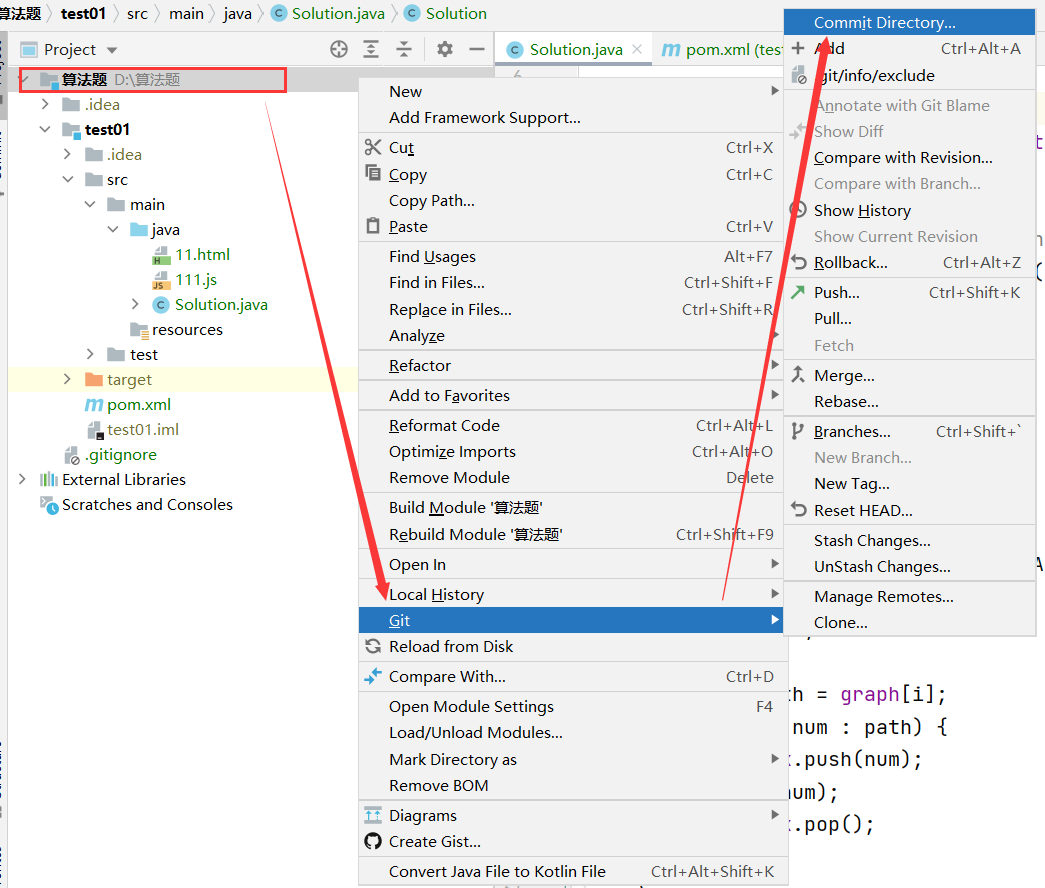 算法题 〉 test01 〉 src 〉 main 〉 java 〉 Solution.java 〉 Solution
Project
Solution.java
pom.xml (tes
算法题 D:\算法题
.idea
test01
.idea
src
main
java
11.html
111.js
Solution.java
resources
test
target
pom.xml
test01.iml
.gitignore
External Libraries
Scratches and Consoles
New
Add Framework Support...
Cut Ctrl+X
Copy Ctrl+C
Copy Path...
Paste Ctrl+V
Find Usages Alt+F7
Find in Files... Ctrl+Shift+F
Replace in Files... Ctrl+Shift+R
Analyze
Refactor
Add to Favorites
Reformat Code Ctrl+Alt+L
Optimize Imports Ctrl+Alt+O
Remove Module Delete
Build Module '算法题'
Rebuild Module '算法题' Ctrl+Shift+F9
Open In
Local History
Git
Reload from Disk
Compare With... Ctrl+D
Open Module Settings F4
Load/Unload Modules...
Mark Directory as
Remove BOM
Diagrams
Create Gist...
Convert Java File to Kotlin File Ctrl+Alt+Shift+K
Commit Directory...
Add Ctrl+Alt+A
.git/info/exclude
Annotate with Git Blame
Show Diff
Compare with Revision...
Compare with Branch...
Show History
Show Current Revision
Rollback... Ctrl+Alt+Z
Push... Ctrl+Shift+K
Pull...
Fetch
Merge...
Rebase...
Branches... Ctrl+Shift+`
New Branch...
New Tag...
Reset HEAD...
Stash Changes...
UnStash Changes...
Manage Remotes...
Clone...
th = graph[i];
num : path) {
x.push(num);
num);
x.pop();